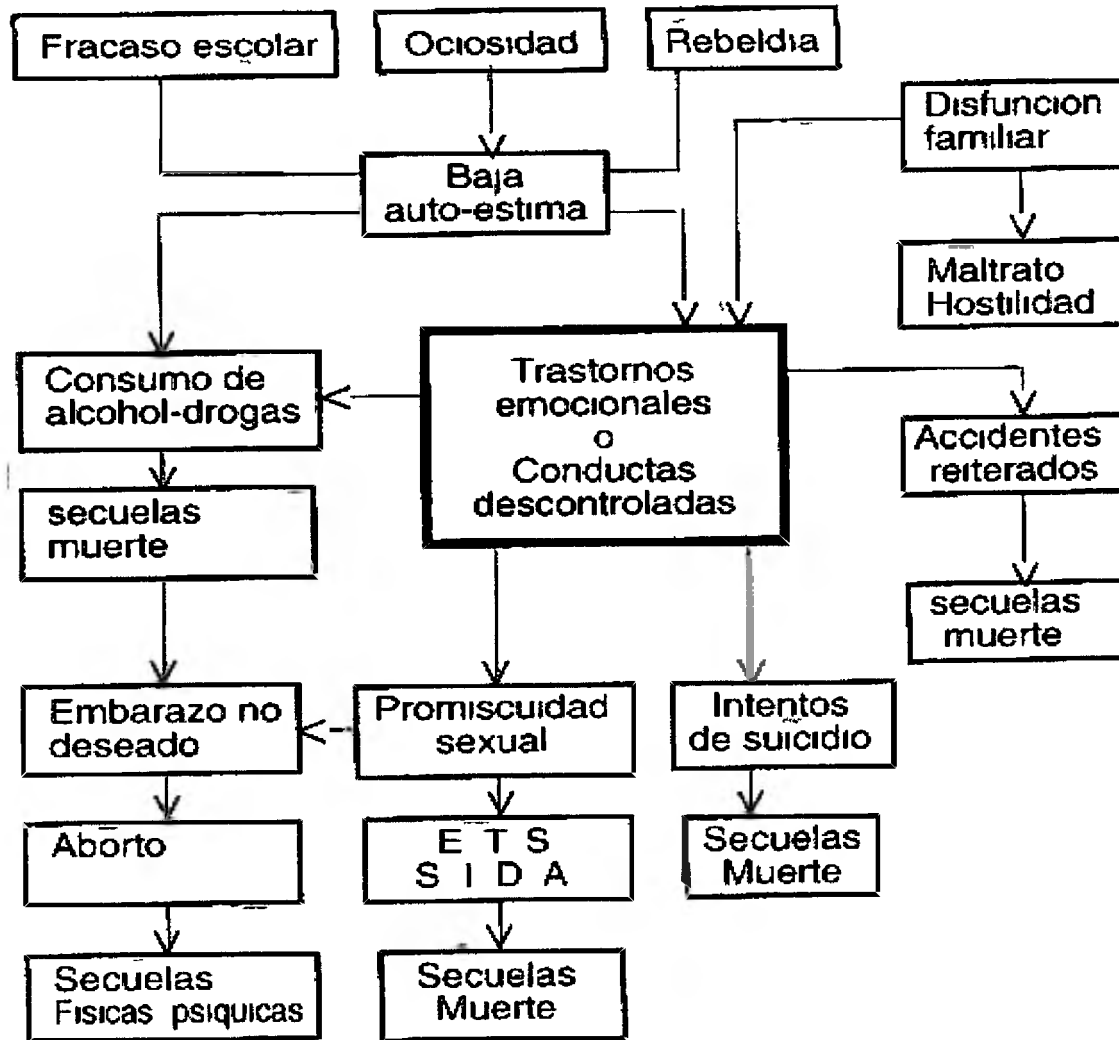 Fracaso escolar
Ociosidad
Rebeldia
Disfuncion
familiar
Baja
auto-estima
Maltrato
Hostilidad
Consumo de
alcohol-drogas
Trastornos
emocionales
o
Conductas
descontroladas
Accidentes
reiterados
secuelas
muerte
secuelas
muerte
Embarazo no
deseado
Promiscuidad
sexual
Intentos
de suicidio
Aborto
E T S
S I D A
Secuelas
Muerte
Secuelas
Fisicas psiquicas
Secuelas
Muerte